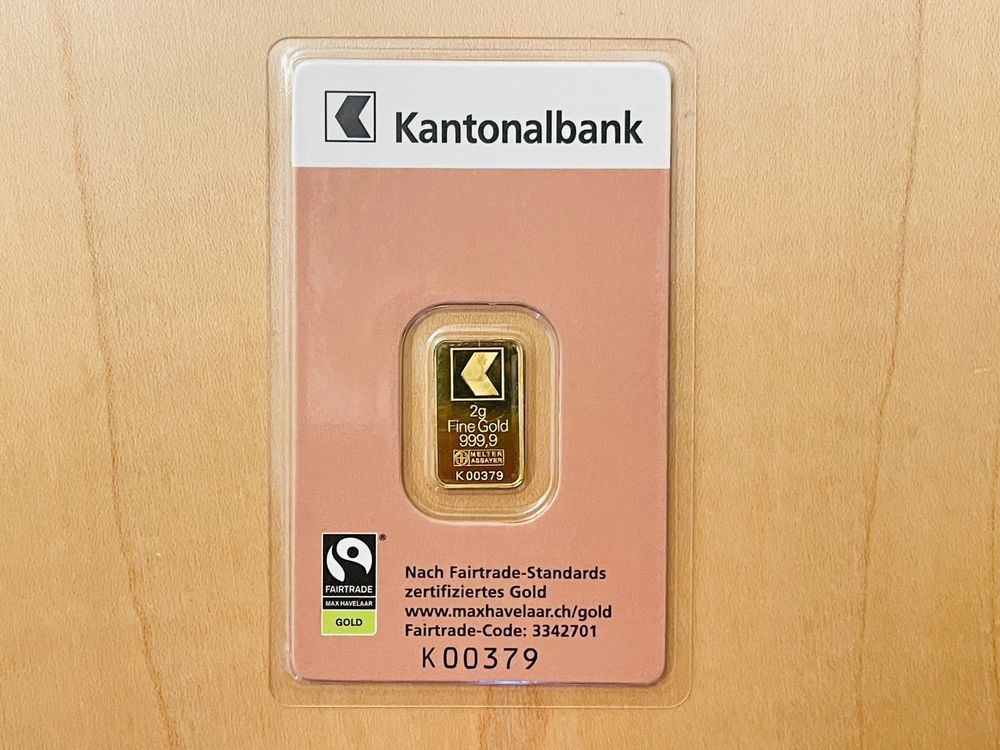 Kantonalbank
2g
Fine Gold
999,9
MELTER
ASSAYER
K 00379
®
FAIRTRADE
MAX HAVELAAR
GOLD
Nach Fairtrade-Standards
zertifiziertes Gold
www.maxhavelaar.ch/gold
Fairtrade-Code: 3342701
K00379